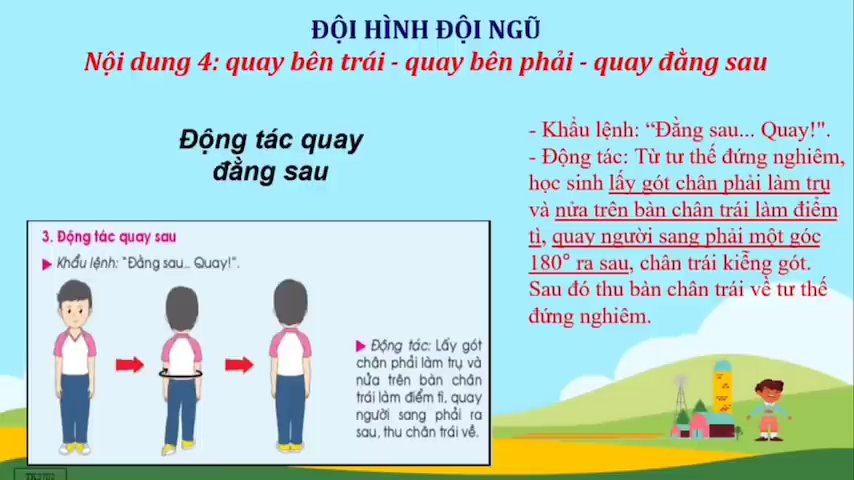 ĐỘI HÌNH ĐỘI NGŨ
Nội dung 4: quay bên trái - quay bên phải - quay đằng sau
Động tác quay
đằng sau
- Khẩu lệnh: “Đằng sau... Quay!".
- Động tác: Từ tư thế đứng nghiêm,
học sinh lấy gót chân phải làm trụ
và nửa trên bàn chân trái làm điểm
tì, quay người sang phải một góc
180° ra sau, chân trái kiễng gót.
Sau đó thu bàn chân trái về tư thế
đứng nghiêm.
3. Động tác quay sau
Khẩu lệnh: "Đằng sau... Quay!".
Động tác: Lấy gót
chân phải làm trụ và
nửa trên bàn chân
trái làm điểm tì, quay
người sang phải ra
sau, thu chân trái về.